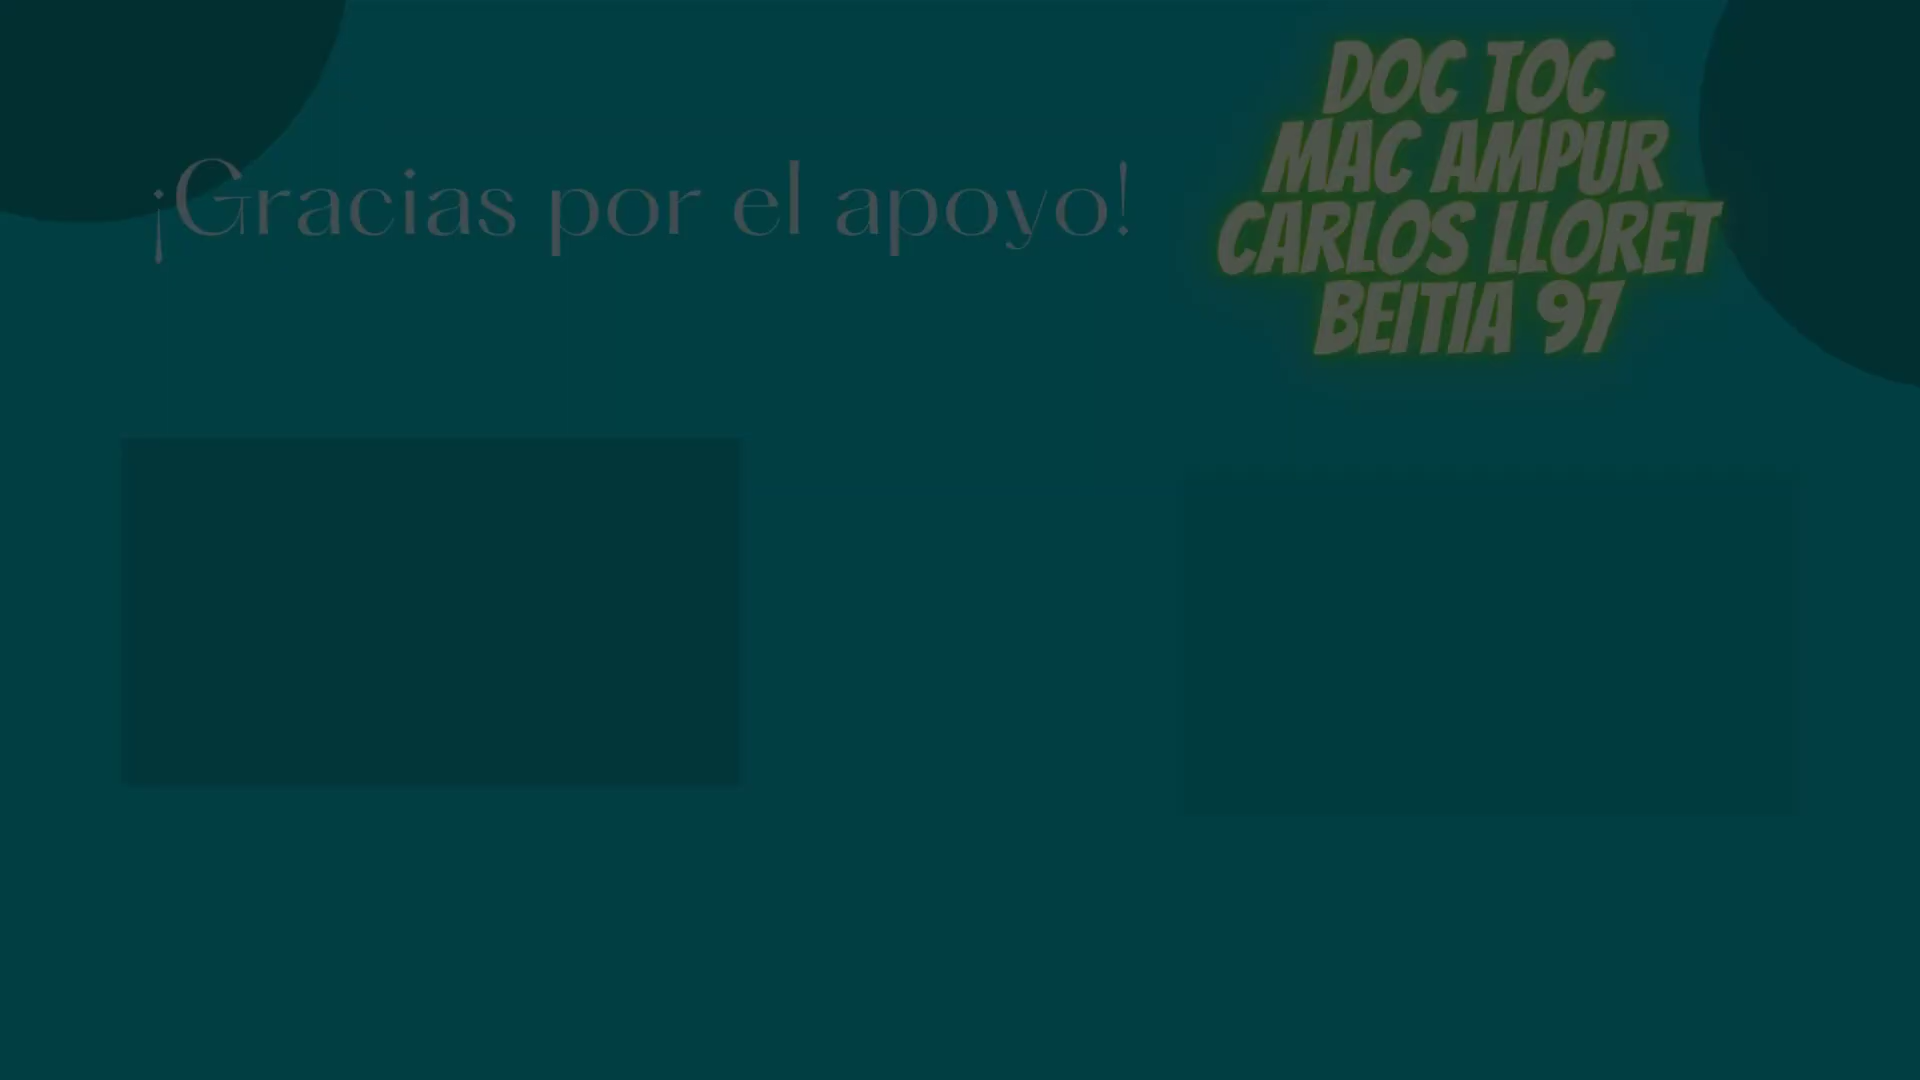 ¡Gracias por el apoyo!
DOC TOC
MAC AMPUR
CARLOS LLORET
BEITIA 97